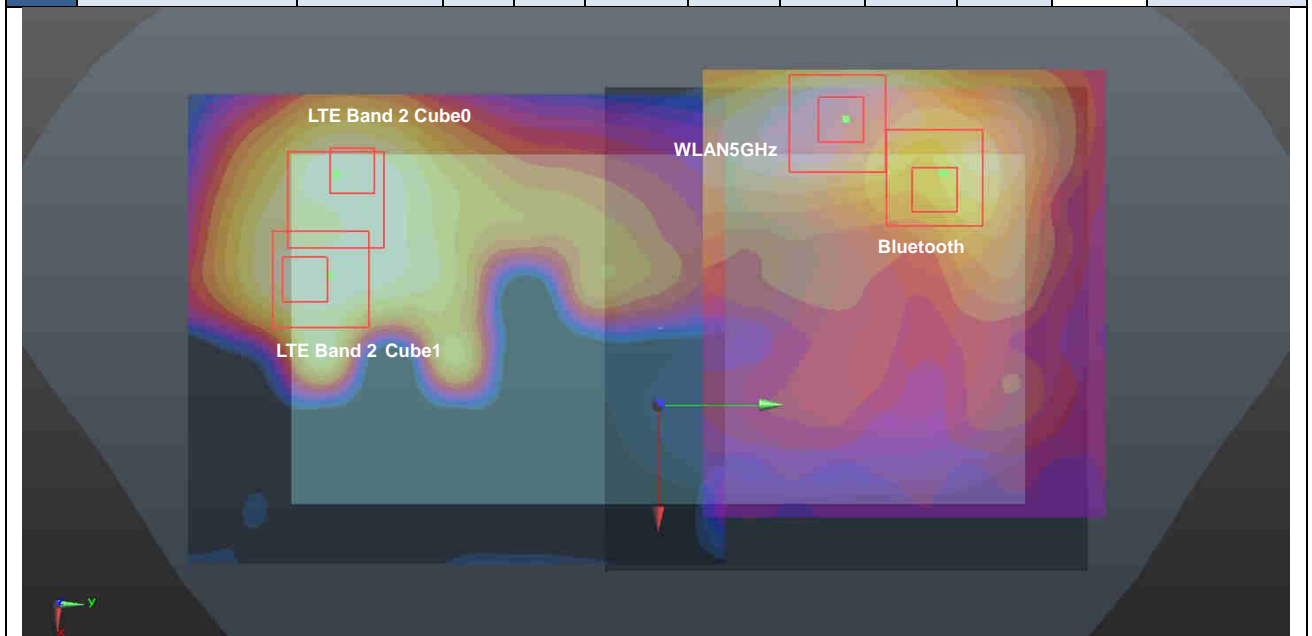 LTE Band 2 Cube0
WLAN5GHz
Bluetooth
LTE Band 2 Cube1
y
x